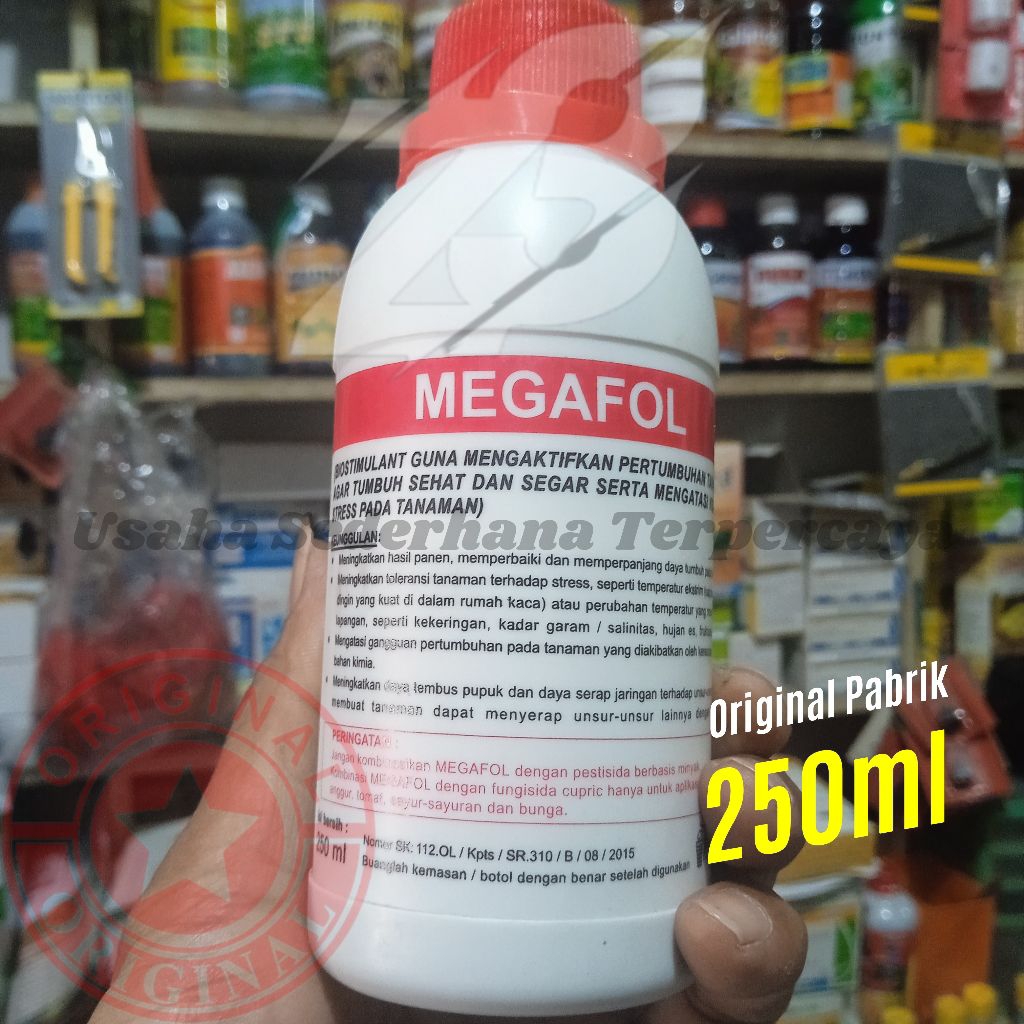 MEGAFOL
BIOSTIMULANT GUNA MENGAKTIFKAN PERTUMBUHAN
AGAR TUMBUH SEHAT DAN SEGAR SERTA MENGATASI
STRESS PADA TANAMAN)
Usaha Sederhana Terpercaya
KEUNGGULAN:
• Meningkatkan hasil panen, memperbaiki dan memperpanjang daya tumbuh
• Meningkatkan toleransi tanaman terhadap stress, seperti temperatur ekstrim
dingin yang kuat di dalam rumah kaca) atau perubahan temperatur yang
lapangan, seperti kekeringan, kadar garam / salinitas, hujan es,
• Mengatasi gangguan pertumbuhan pada tanaman yang diakibatkan oleh
bahan kimia.
• Meningkatkan daya tembus pupuk dan daya serap jaringan terhadap
membuat tanaman dapat menyerap unsur-unsur lainnya
PERINGATAN :
Jangan kombinasikan MEGAFOL dengan pestisida berbasis minyak.
Kombinasi MEGAFOL dengan fungisida cupric hanya untuk
anggur, tomat, sayur-sayuran dan bunga.
bersih :
250 ml
Nomer SK. 112.OL / Kpts / SR.310 / B / 08 / 2015
Buanglah kemasan / botol dengan benar setelah digunakan
Original Pabrik
250ml
ORIGINAL
ORIGINAL